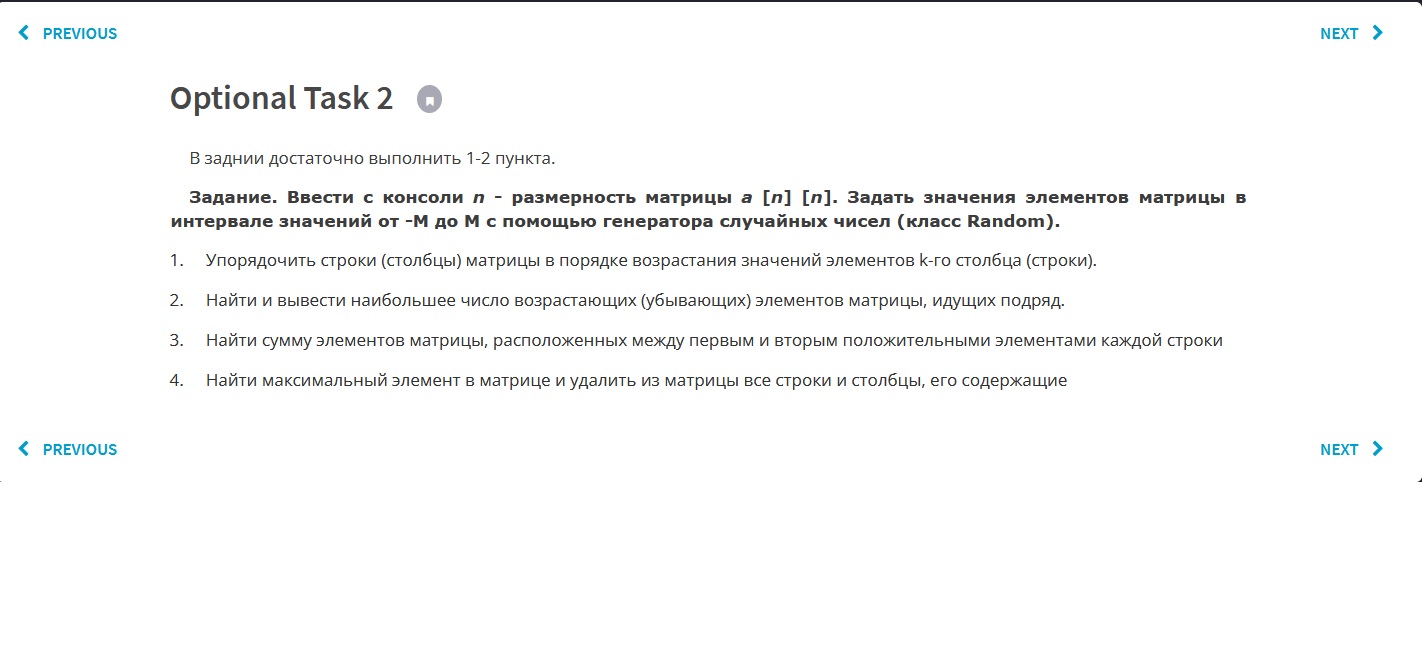 PREVIOUS
NEXT
Optional Task 2
В заднии достаточно выполнить 1-2 пункта.
Задание. Ввести с консоли n - размерность матрицы a [n] [n]. Задать значения элементов матрицы в
интервале значений от -M до M с помощью генератора случайных чисел (класс Random).
1. Упорядочить строки (столбцы) матрицы в порядке возрастания значений элементов k-го столбца (строки).
2. Найти и вывести наибольшее число возрастающих (убывающих) элементов матрицы, идущих подряд.
3. Найти сумму элементов матрицы, расположенных между первым и вторым положительными элементами каждой строки
4. Найти максимальный элемент в матрице и удалить из матрицы все строки и столбцы, его содержащие
PREVIOUS
NEXT